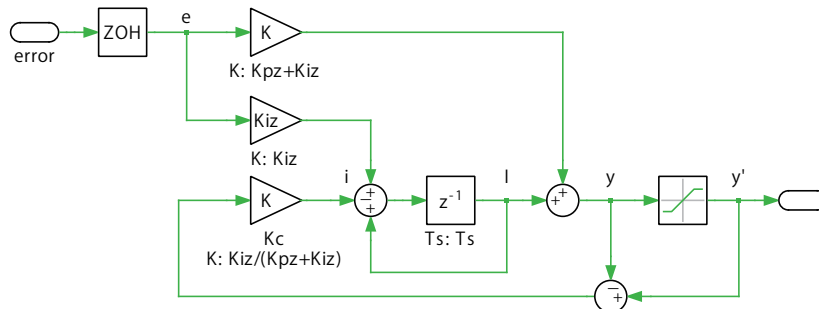 e
ZOH
K
error
K: Kpz+Kiz
Kiz
K: Kiz
i
I
y
y'
K
z-1
Kc
Ts: Ts
K: Kiz/(Kpz+Kiz)